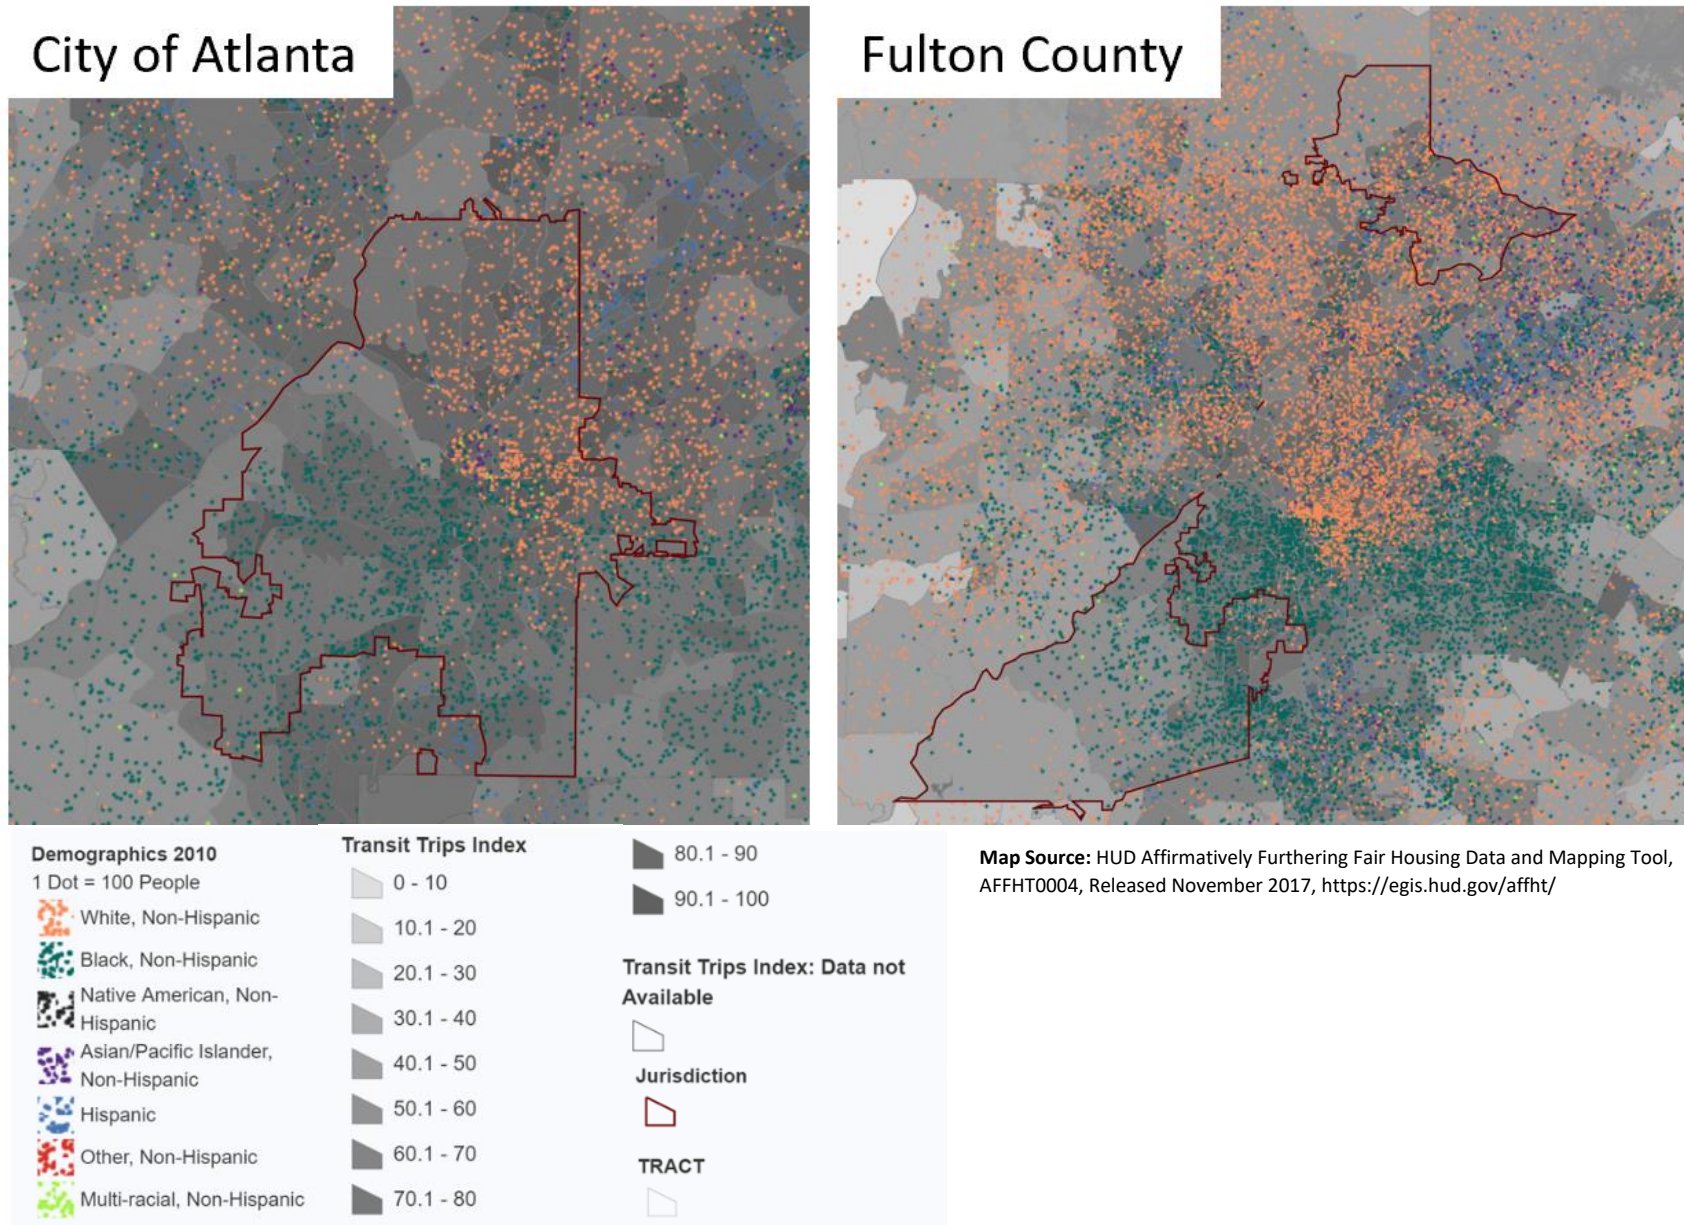 City of Atlanta
Fulton County
Demographics 2010
1 Dot = 100 People
White, Non-Hispanic
Black, Non-Hispanic
Native American, Non-
Hispanic
Asian/Pacific Islander,
Non-Hispanic
Hispanic
Other, Non-Hispanic
Multi-racial, Non-Hispanic
Transit Trips Index
0 - 10
10.1 - 20
20.1 - 30
30.1 - 40
40.1 - 50
50.1 - 60
60.1 - 70
70.1 - 80
80.1 - 90
90.1 - 100
Transit Trips Index: Data not
Available
Jurisdiction
TRACT
Map Source: HUD Affirmatively Furthering Fair Housing Data and Mapping Tool,
AFFHT0004, Released November 2017, https://egis.hud.gov/affht/